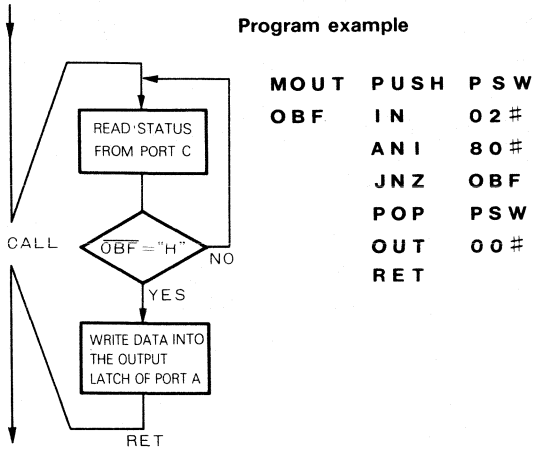 Program example
MOUT PUSH PSW
OBF IN 02#
ANI 80#
JNZ OBF
POP PSW
OUT 00#
RET
READ STATUS
FROM PORT C
CALL
O̅B̅F̅ = "H"
NO
YES
WRITE DATA INTO
THE OUTPUT
LATCH OF PORT A
RET